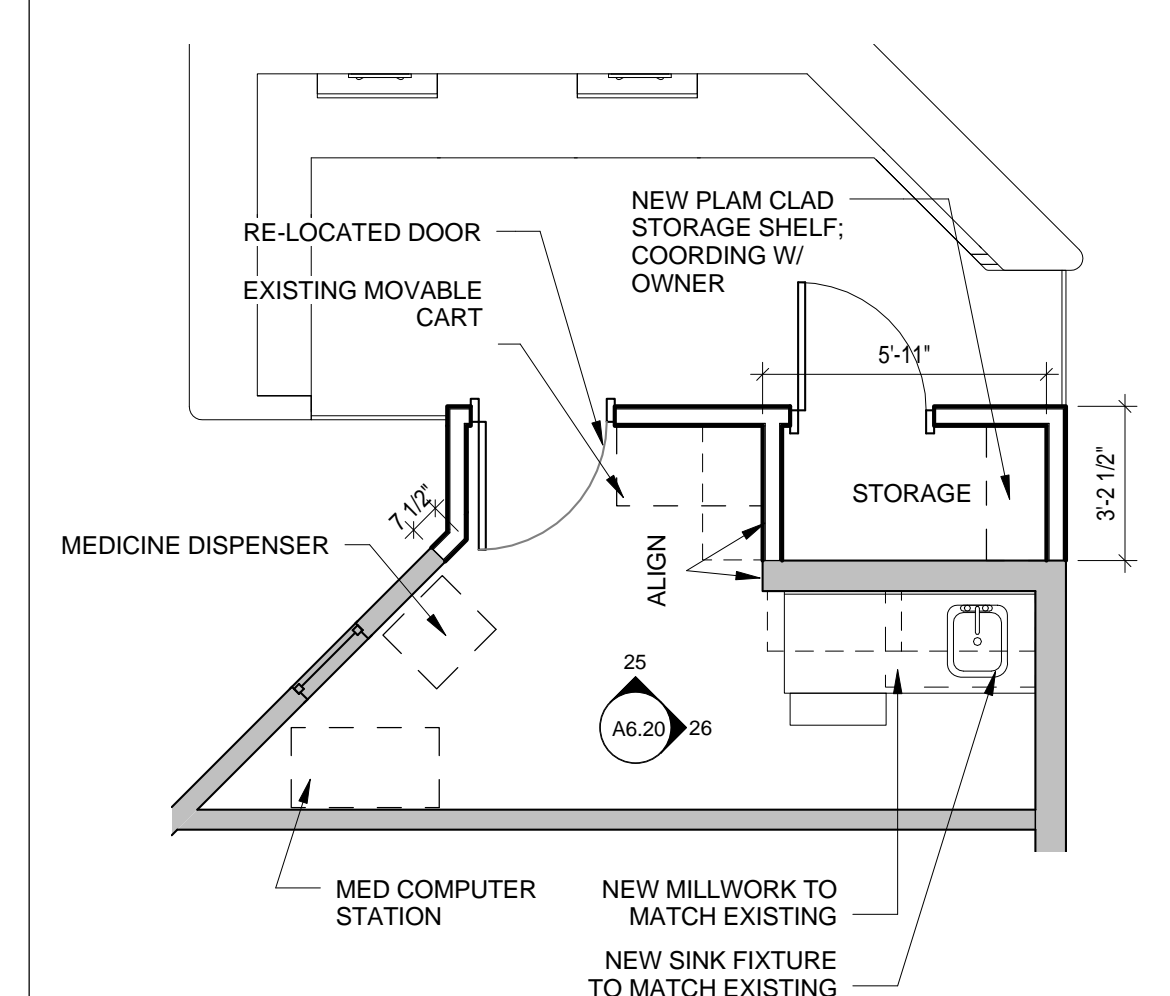 NEW PLAM CLAD
STORAGE SHELF;
COORDING W/
OWNER
RE-LOCATED DOOR
EXISTING MOVABLE
CART
5'-11"
7 1/2"
STORAGE
3'-2 1/2"
MEDICINE DISPENSER
ALIGN
25
A6.20
26
MED COMPUTER
STATION
NEW MILLWORK TO
MATCH EXISTING
NEW SINK FIXTURE
TO MATCH EXISTING